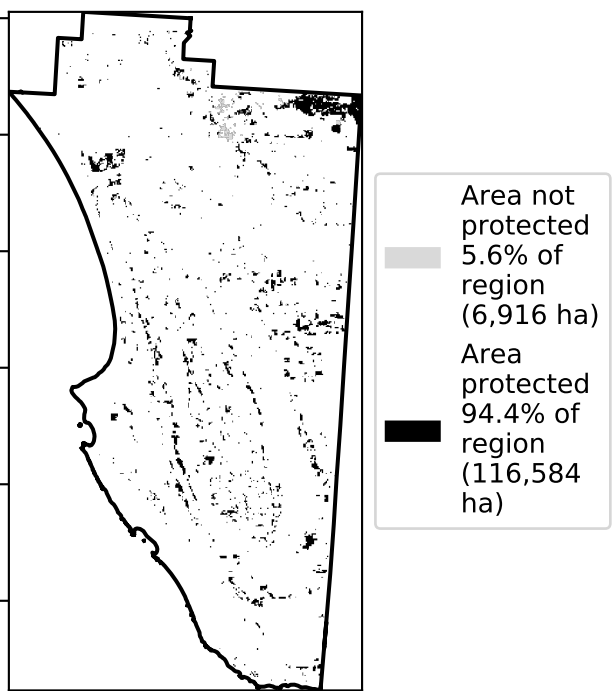 Area not
protected
5.6% of
region
(6,916 ha)
Area
protected
94.4% of
region
(116,584
ha)